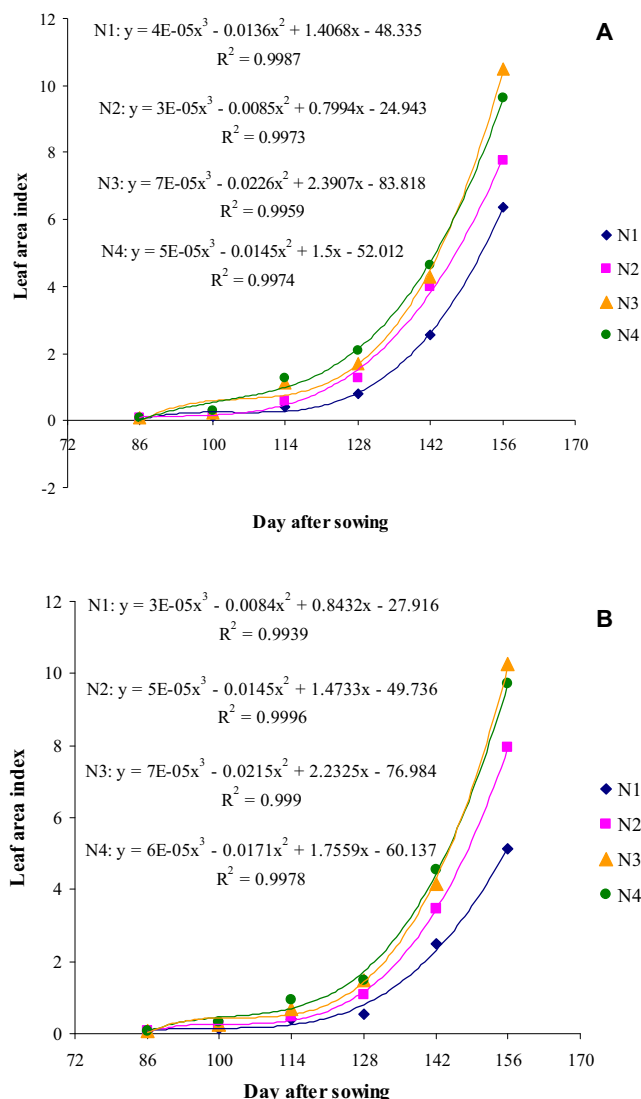 12
10
8
6
4
2
0
-2
Leaf area index
N1: y = 4E-05x³ - 0.0136x² + 1.4068x - 48.335
R² = 0.9987
N2: y = 3E-05x³ - 0.0085x² + 0.7994x - 24.943
R² = 0.9973
N3: y = 7E-05x³ - 0.0226x² + 2.3907x - 83.818
R² = 0.9959
N4: y = 5E-05x³ - 0.0145x² + 1.5x - 52.012
R² = 0.9974
A
N1
N2
N3
N4
72 86 100 114 128 142 156 170
Day after sowing
12
10
8
6
4
2
0
Leaf area index
N1: y = 3E-05x³ - 0.0084x² + 0.8432x - 27.916
R² = 0.9939
N2: y = 5E-05x³ - 0.0145x² + 1.4733x - 49.736
R² = 0.9996
N3: y = 7E-05x³ - 0.0215x² + 2.2325x - 76.984
R² = 0.999
N4: y = 6E-05x³ - 0.0171x² + 1.7559x - 60.137
R² = 0.9978
B
N1
N2
N3
N4
72 86 100 114 128 142 156 170
Day after sowing